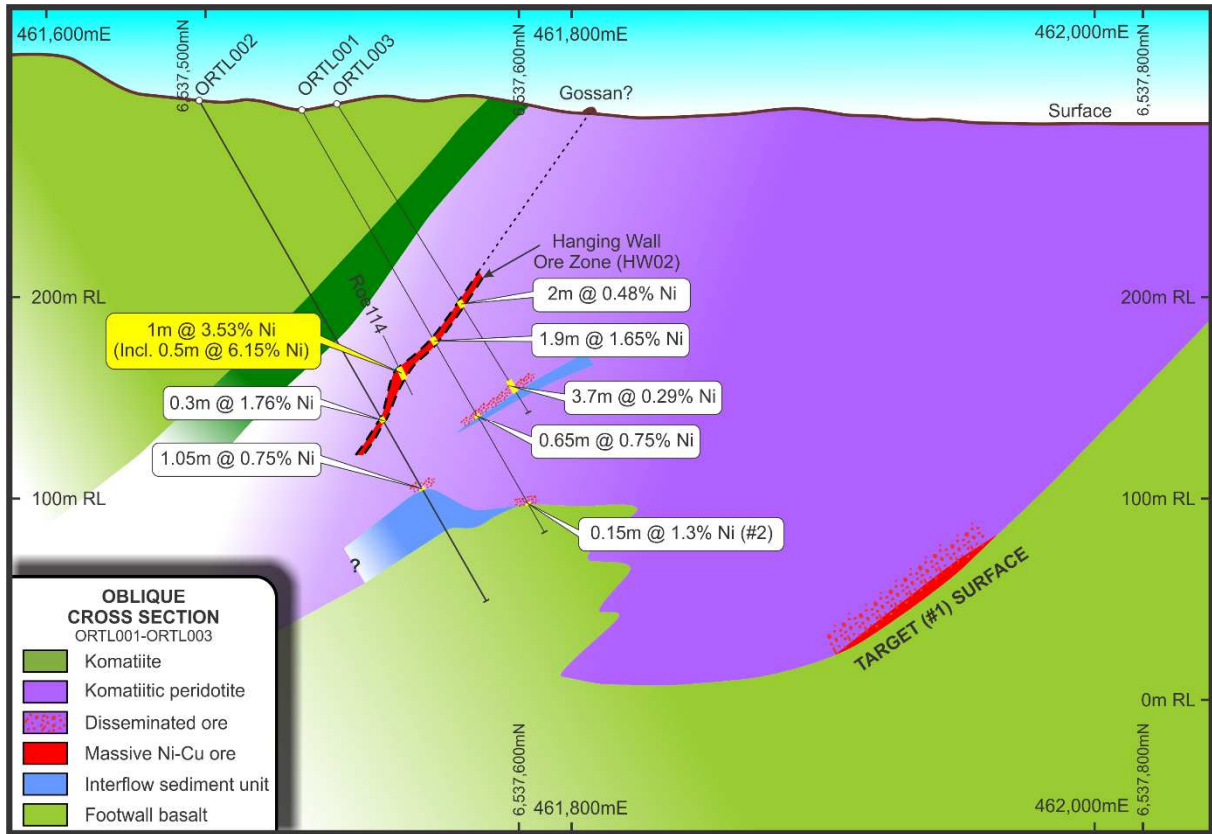 461,600mE
6,537,500mN
ORTL002
ORTL001
ORTL003
6,537,600mN
461,800mE
462,000mE
6,537,800mN
Gossan?
Surface
Hanging Wall
Ore Zone (HW02)
200m RL
200m RL
Roe114
2m @ 0.48% Ni
1m @ 3.53% Ni
(Incl. 0.5m @ 6.15% Ni)
1.9m @ 1.65% Ni
0.3m @ 1.76% Ni
3.7m @ 0.29% Ni
0.65m @ 0.75% Ni
1.05m @ 0.75% Ni
100m RL
100m RL
0.15m @ 1.3% Ni (#2)
?
TARGET (#1) SURFACE
0m RL
OBLIQUE
CROSS SECTION
ORTL001-ORTL003
Komatiite
Komatiitic peridotite
Disseminated ore
Massive Ni-Cu ore
Interflow sediment unit
Footwall basalt
6,537,600mN
461,800mE
462,000mE
6,537,800mN